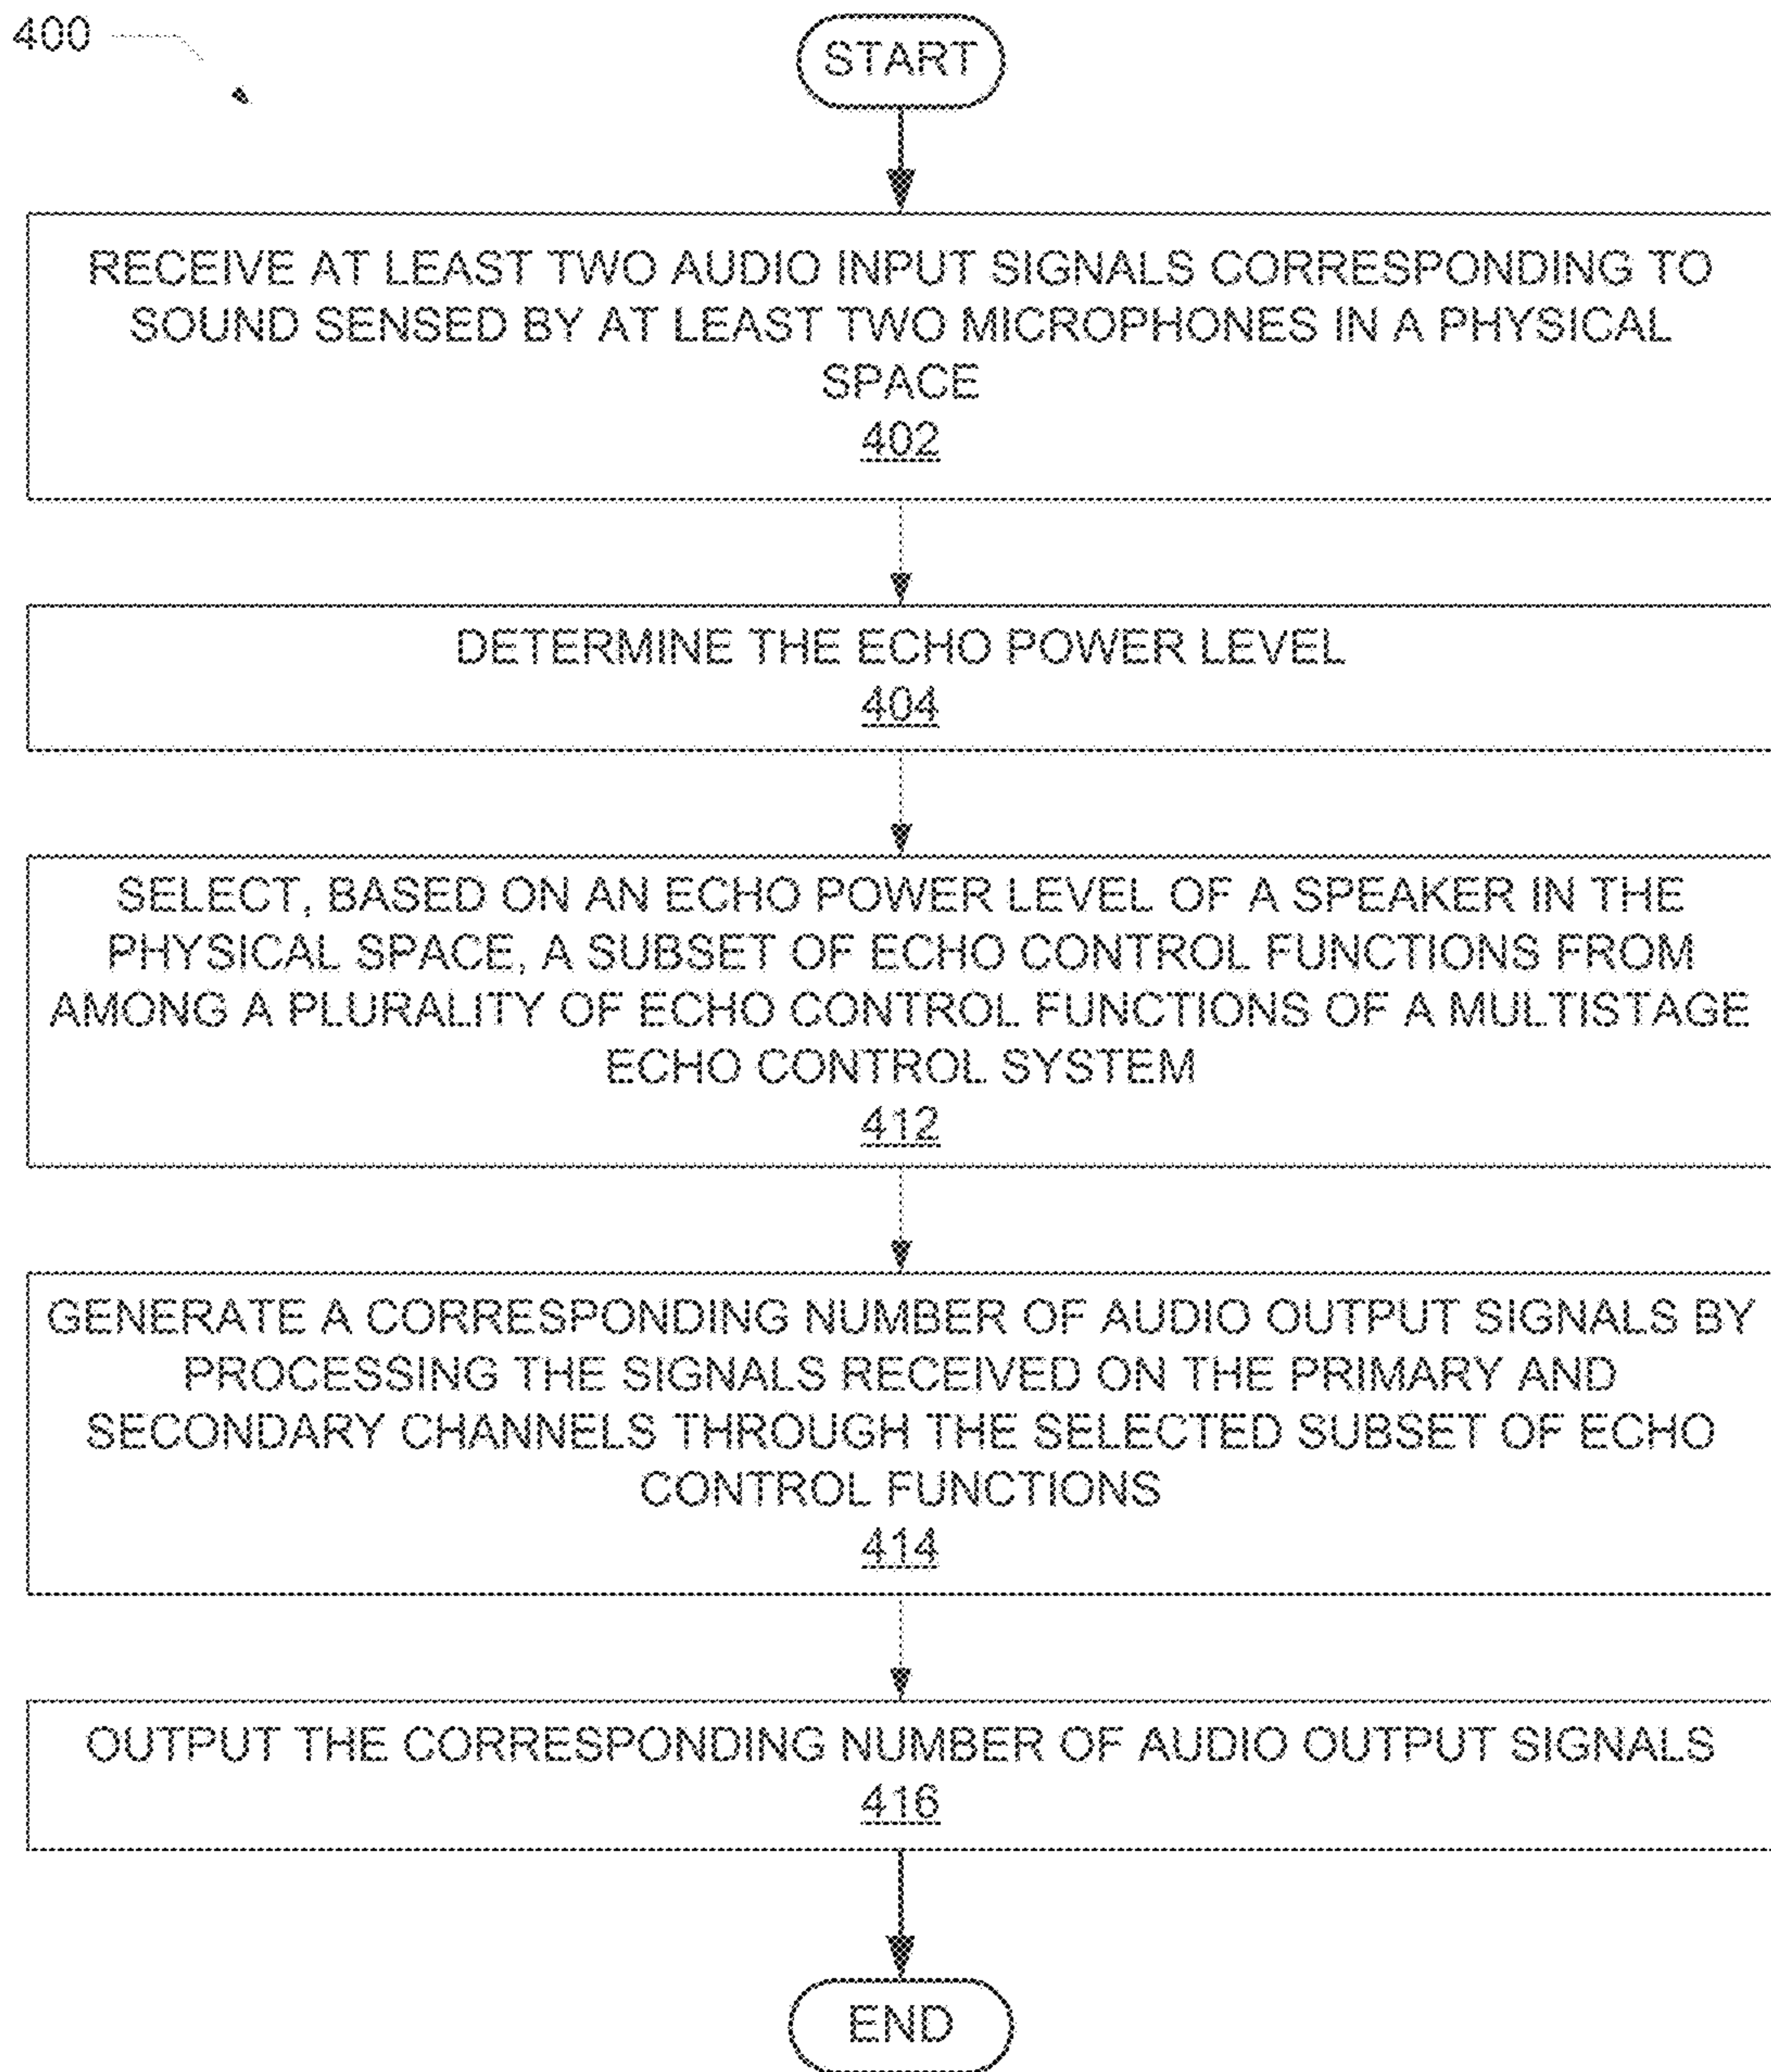 400
START
RECEIVE AT LEAST TWO AUDIO INPUT SIGNALS CORRESPONDING TO
SOUND SENSED BY AT LEAST TWO MICROPHONES IN A PHYSICAL
SPACE
402
DETERMINE THE ECHO POWER LEVEL
404
SELECT, BASED ON AN ECHO POWER LEVEL OF A SPEAKER IN THE
PHYSICAL SPACE, A SUBSET OF ECHO CONTROL FUNCTIONS FROM
AMONG A PLURALITY OF ECHO CONTROL FUNCTIONS OF A MULTISTAGE
ECHO CONTROL SYSTEM
412
GENERATE A CORRESPONDING NUMBER OF AUDIO OUTPUT SIGNALS BY
PROCESSING THE SIGNALS RECEIVED ON THE PRIMARY AND
SECONDARY CHANNELS THROUGH THE SELECTED SUBSET OF ECHO
CONTROL FUNCTIONS
414
OUTPUT THE CORRESPONDING NUMBER OF AUDIO OUTPUT SIGNALS
416
END